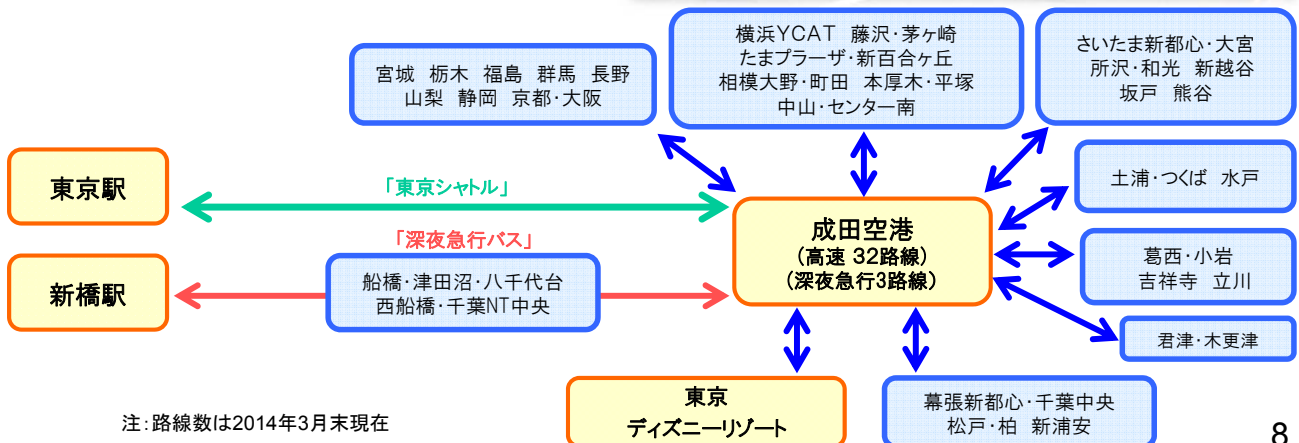 宮城 栃木 福島 群馬 長野
山梨 静岡 京都・大阪
横浜YCAT 藤沢・茅ヶ崎
たまプラーザ・新百合ヶ丘
相模大野・町田 本厚木・平塚
中山・センター南
さいたま新都心・大宮
所沢・和光 新越谷
坂戸 熊谷
東京駅
「東京シャトル」
土浦・つくば 水戸
成田空港
(高速 32路線)
(深夜急行3路線)
「深夜急行バス」
新橋駅
船橋・津田沼・八千代台
西船橋・千葉NT中央
葛西・小岩
吉祥寺 立川
君津・木更津
東京
ディズニーリゾート
幕張新都心・千葉中央
松戸・柏 新浦安
注:路線数は2014年3月末現在
8